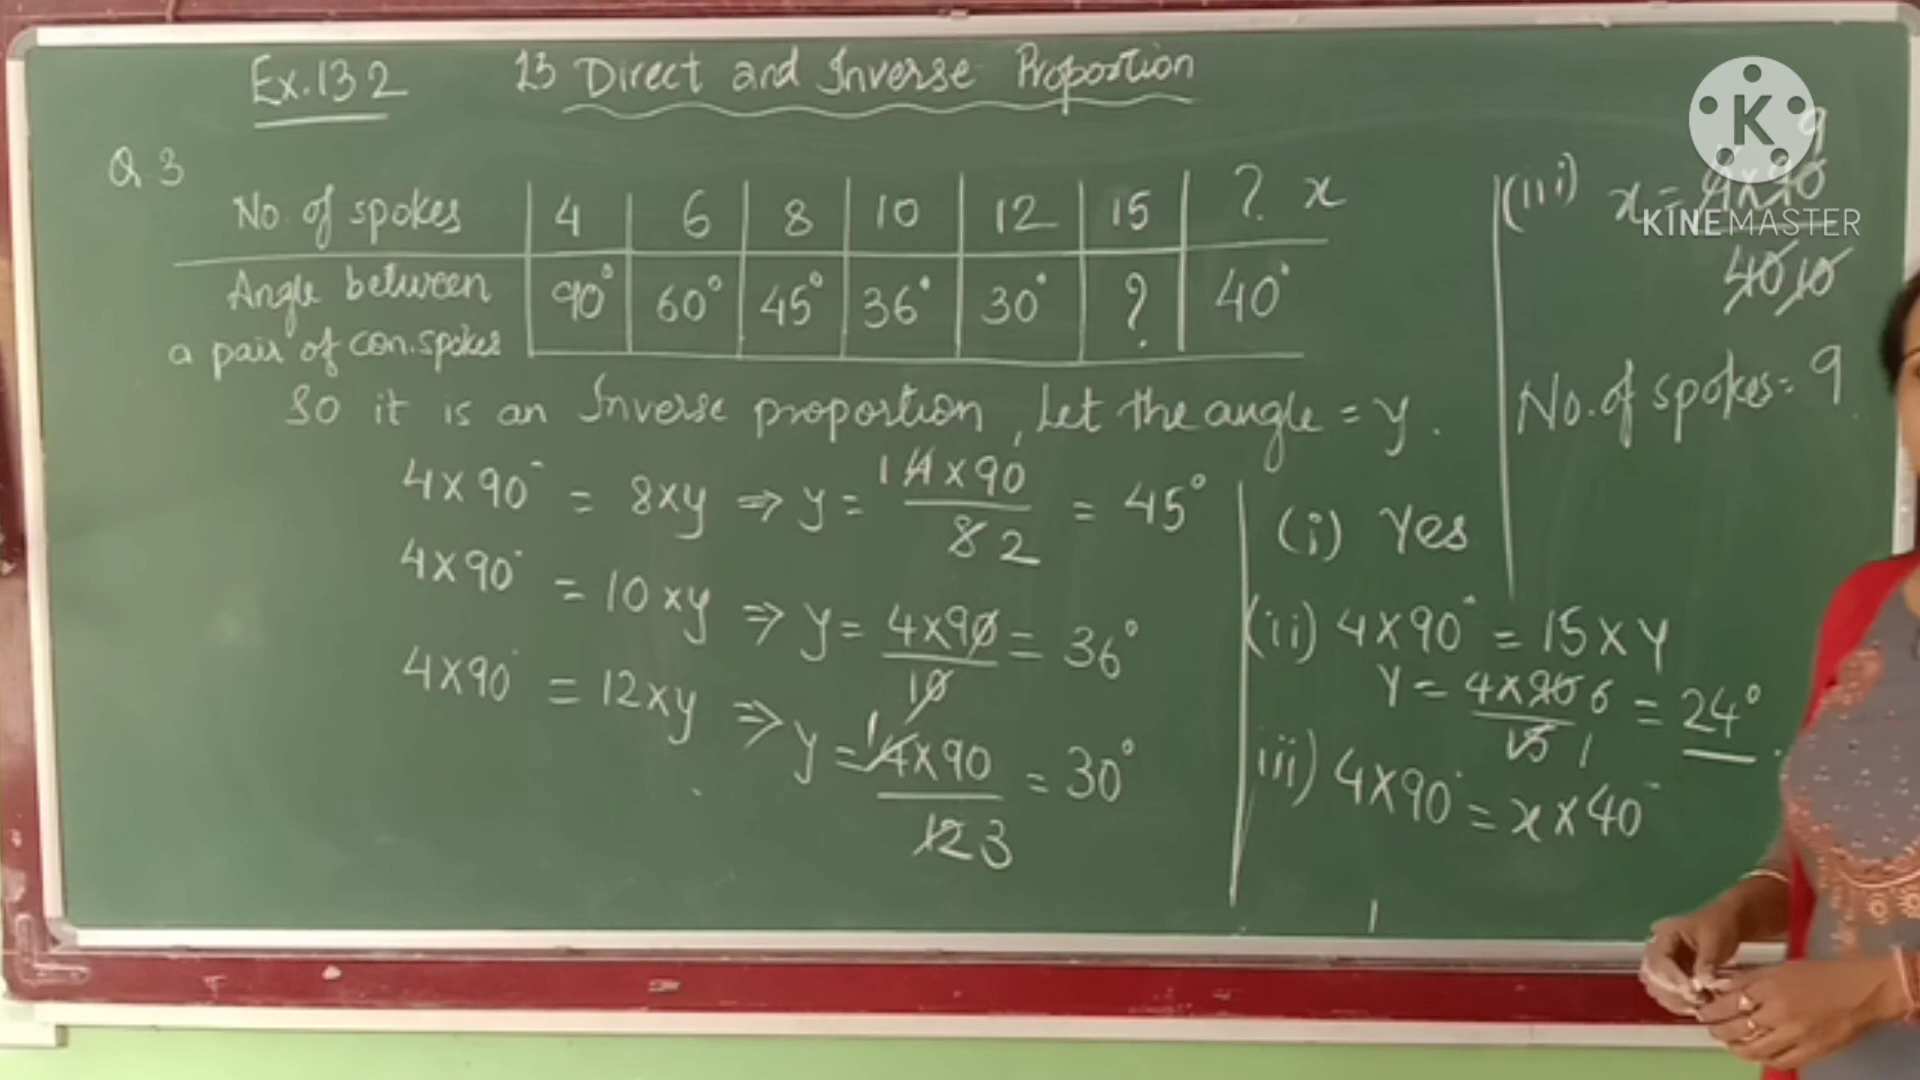 Ex. 13 2
13 Direct and Inverse Proportion
Q 3
No. of spokes | 4 | 6 | 8 | 10 | 12 | 15 | ? x
Angle between | 90° | 60° | 45° | 36° | 30° | ? | 40°
a pair of con. spokes
So it is an Inverse proportion, Let the angle = y.
4 x 90° = 8 x y ⇒ y = 1 4 x 90 / 8 2 = 45°
4 x 90° = 10 x y ⇒ y = 4 x 90 / 10 = 36°
4 x 90° = 12 x y ⇒ y = 1 4 x 90 / 12 3 = 30°
(i) Yes
(ii) 4 x 90° = 15 x y
y = 4 x 90 6 / 15 1 = 24°
iii) 4 x 90° = x x 40°
(iii) x = 4 x 90 9 / 40 10
No. of spokes = 9
K
KINEMASTER